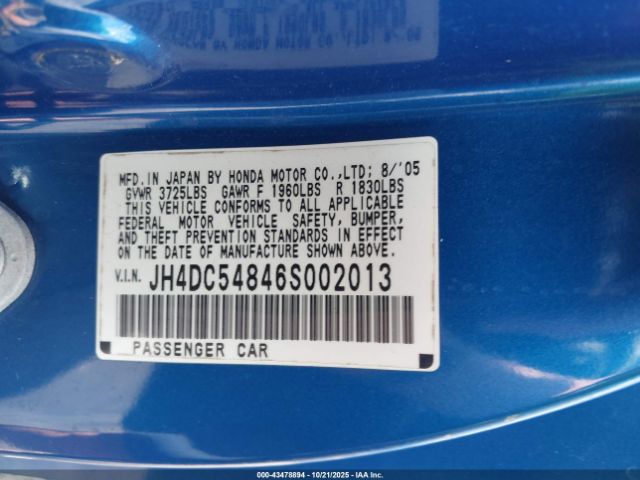 MFD. IN JAPAN BY HONDA MOTOR CO.,LTD; 8/'05
GVWR 3725LBS GAWR F 1960LBS R 1830LBS
THIS VEHICLE CONFORMS TO ALL APPLICABLE
FEDERAL MOTOR VEHICLE SAFETY, BUMPER,
AND THEFT PREVENTION STANDARDS IN EFFECT
ON THE DATE OF MANUFACTURE SHOWN ABOVE.
V.I.N. JH4DC54846S002013
PASSENGER CAR
000-43478894 - 10/21/2025 - IAA Inc.